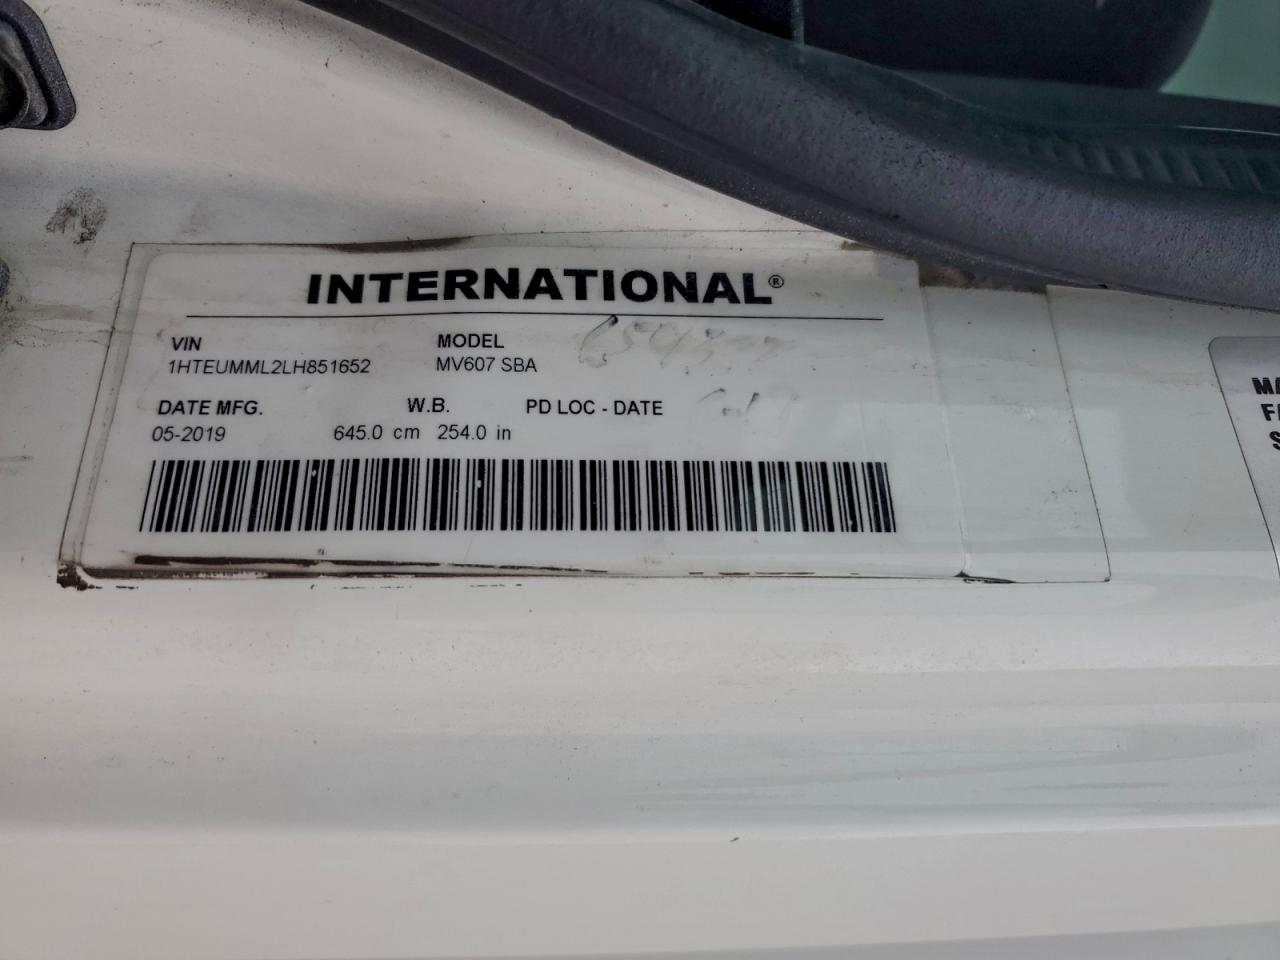 INTERNATIONAL®
VIN MODEL
1HTEUMML2LH851652 MV607 SBA
DATE MFG. W.B. PD LOC - DATE
05-2019 645.0 cm 254.0 in
MA
F
S